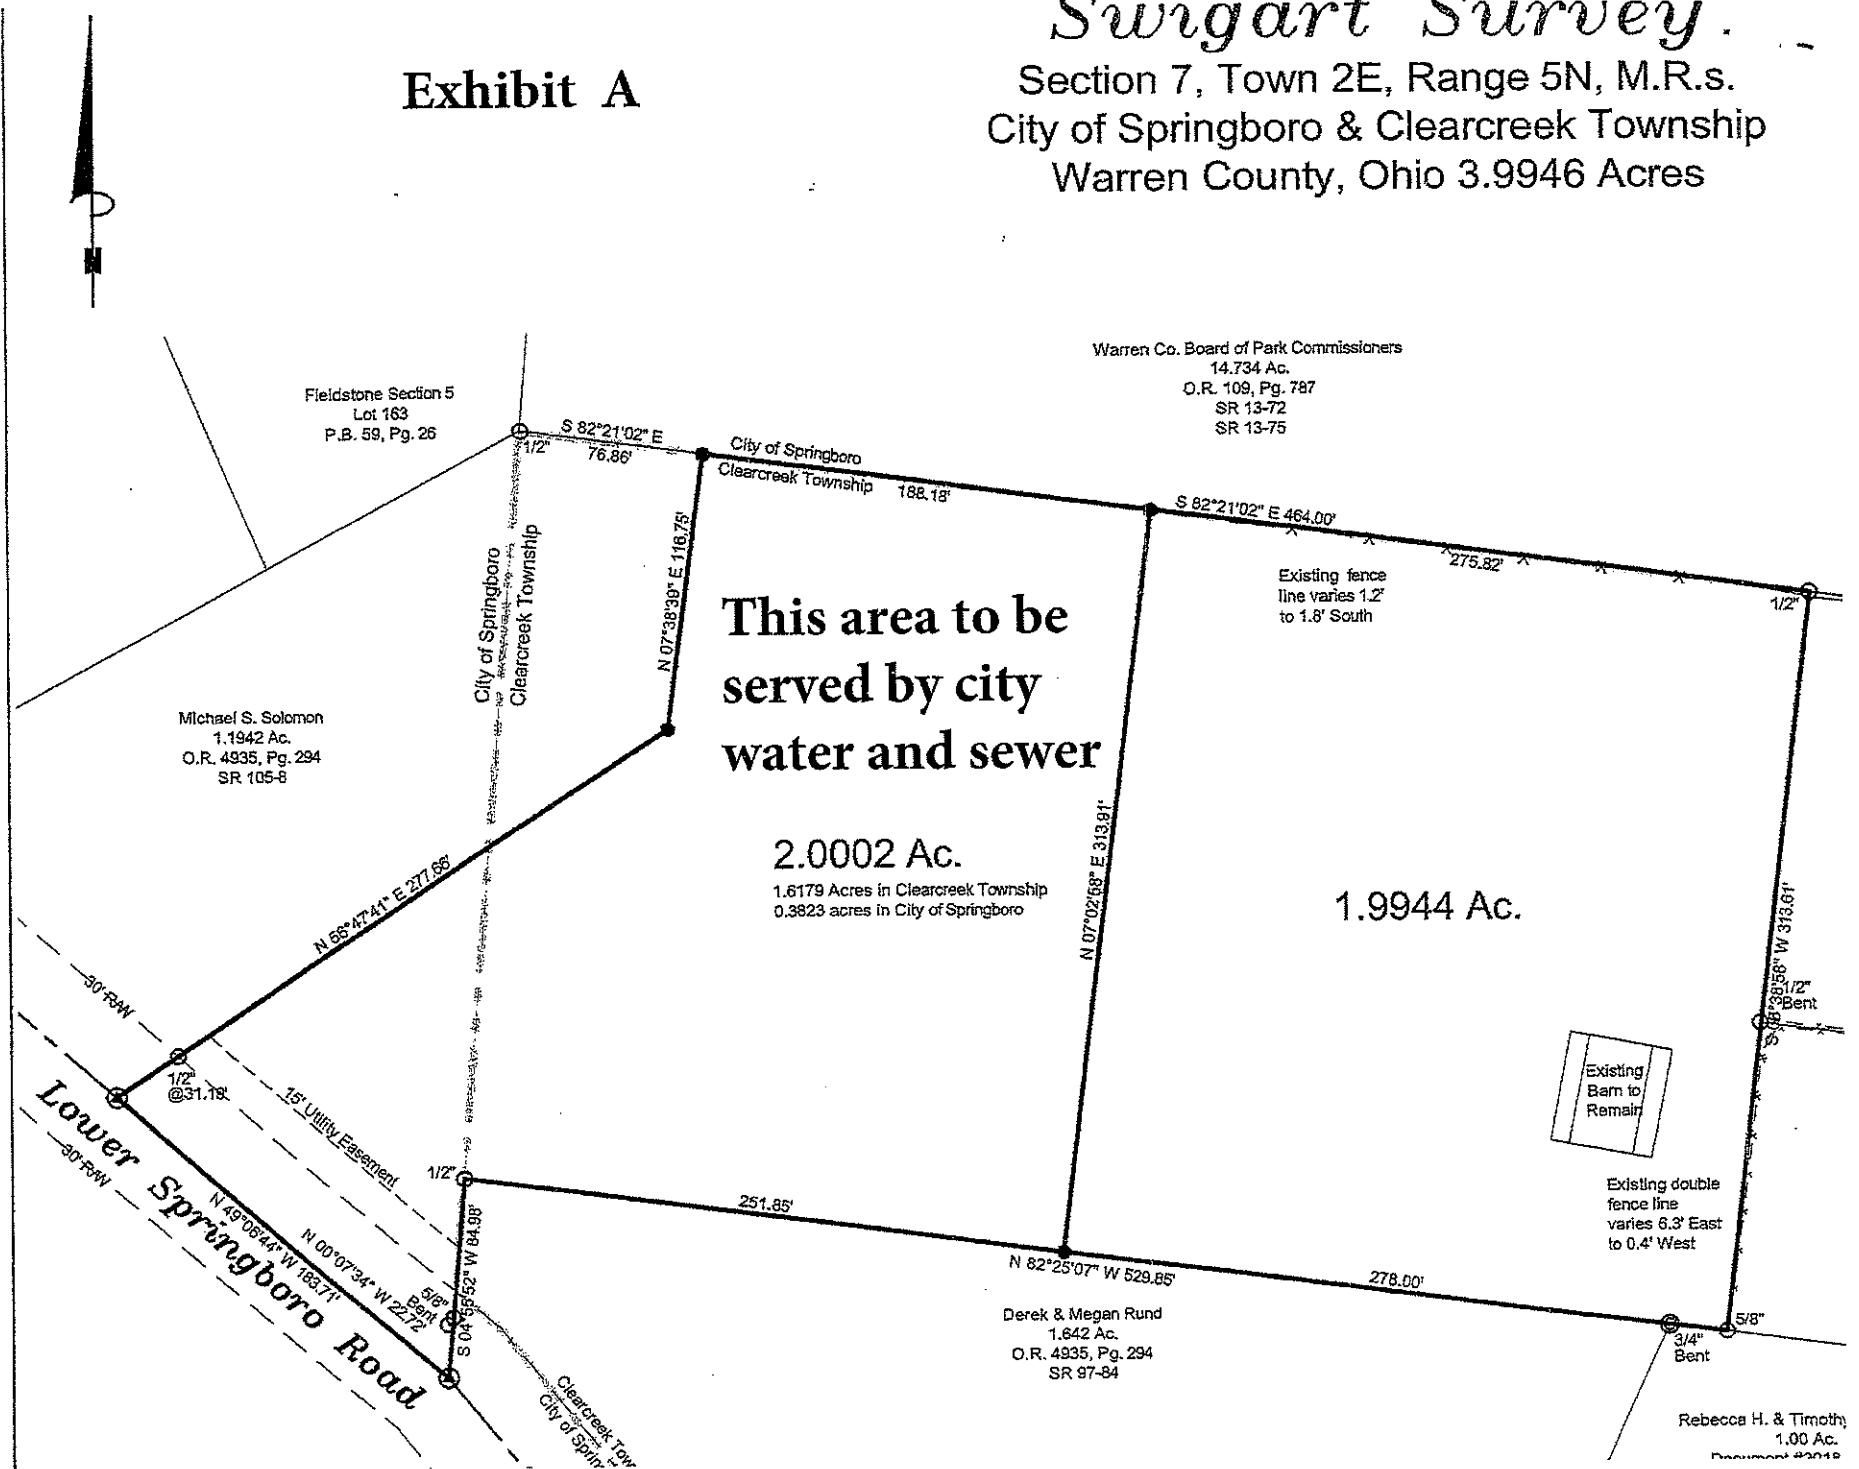 Swigart Survey.
Exhibit A
Section 7, Town 2E, Range 5N, M.R.s.
City of Springboro & Clearcreek Township
Warren County, Ohio 3.9946 Acres
N
Warren Co. Board of Park Commissioners
14.734 Ac.
O.R. 109, Pg. 787
SR 13-72
SR 13-75
Fieldstone Section 5
Lot 163
P.B. 59, Pg. 26
1/2"
S 82°21'02" E
76.86'
City of Springboro
Clearcreek Township
188.18'
S 82°21'02" E 464.00'
275.82'
1/2"
Existing fence
line varies 1.2'
to 1.8' South
City of Springboro
Clearcreek Township
N 07°38'39" E 116.75'
This area to be
served by city
water and sewer
Michael S. Solomon
1.1942 Ac.
O.R. 4935, Pg. 294
SR 105-8
2.0002 Ac.
1.6179 Acres in Clearcreek Township
0.3823 acres in City of Springboro
N 07°02'58" E 313.91'
1.9944 Ac.
W 313.61'
N 56°47'41" E 277.66'
30' R/W
1/2"
Bent
1/2"
@31.19'
15' Utility Easement
Existing
Barn to
Remain
Lower Springboro Road
30' R/W
N 49°06'44" W 183.71'
N 00°07'34" W 22.72'
5/8"
Bent
S 04°55'52" W 84.98'
1/2"
251.85'
N 82°25'07" W 529.85'
278.00'
Existing double
fence line
varies 6.3' East
to 0.4' West
5/8"
3/4"
Bent
Derek & Megan Rund
1.642 Ac.
O.R. 4935, Pg. 294
SR 97-84
Clearcreek Tow
City of Sprin
Rebecca H. & Timothy
1.00 Ac.